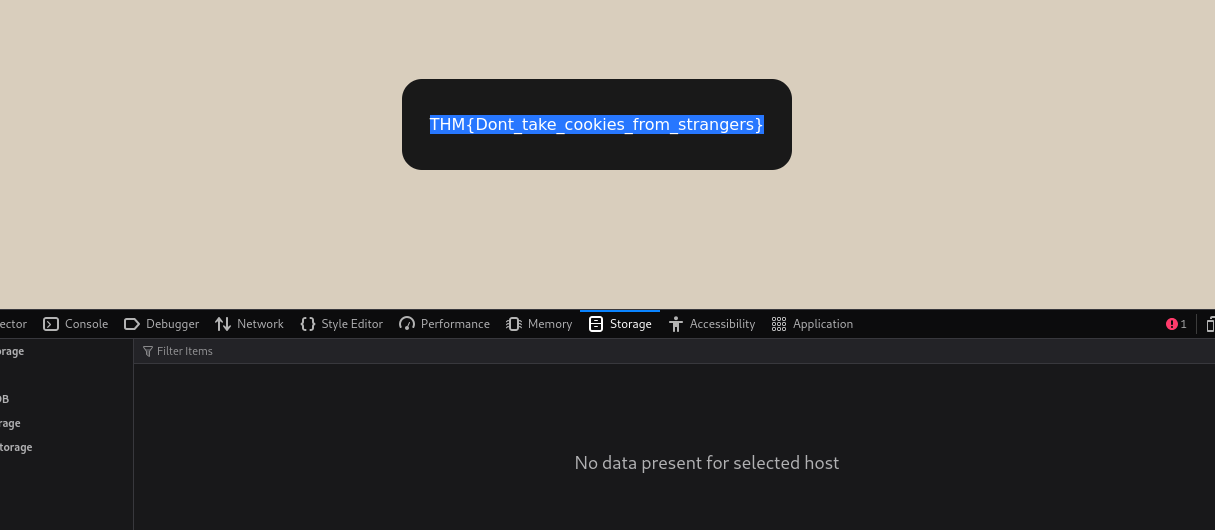 THM{Dont_take_cookies_from_strangers}
ector Console Debugger Network Style Editor Performance Memory Storage Accessibility Application 1
orage Filter Items
DB
rage
torage
No data present for selected host